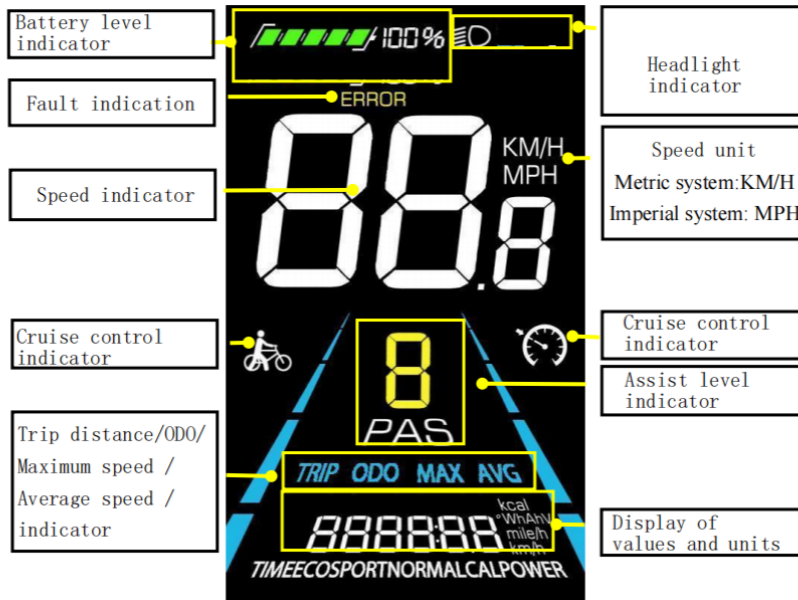 Battery level
indicator
100%
Headlight
indicator
Fault indication
ERROR
Speed indicator
88.8
KM/H
MPH
Speed unit
Metric system:KM/H
Imperial system: MPH
Cruise control
indicator
8
PAS
Cruise control
indicator
Assist level
indicator
Trip distance/ODO/
Maximum speed /
Average speed /
indicator
TRIP ODO MAX AVG
8888:88
kcal
°WhAhV
mile/h
km/h
Display of
values and units
TIMEECOSPORTNORMALCALPOWER